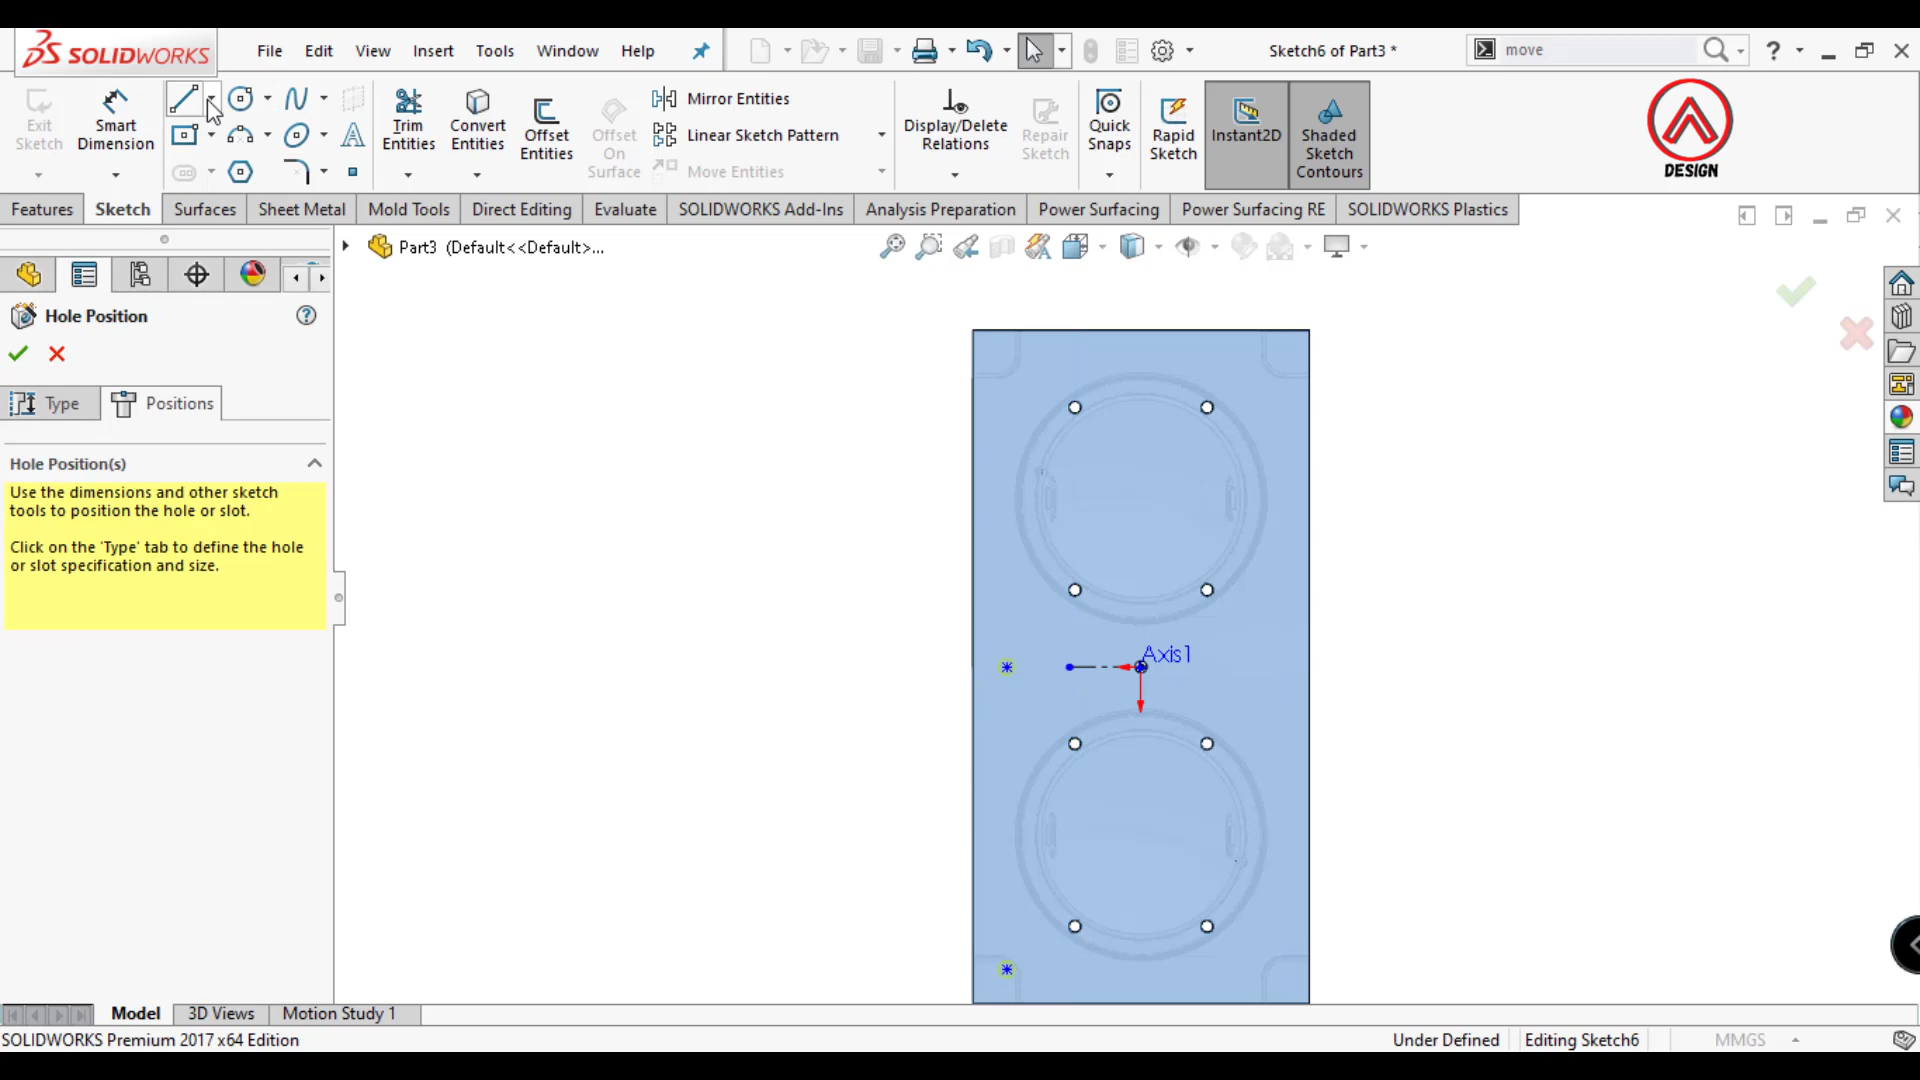 SOLIDWORKS
File
Edit
View
Insert
Tools
Window
Help
Sketch6 of Part3 *
move
?
Exit
Sketch
Smart
Dimension
Trim
Entities
Convert
Entities
Offset
Entities
Offset
On
Surface
Mirror Entities
Linear Sketch Pattern
Move Entities
Display/Delete
Relations
Repair
Sketch
Quick
Snaps
Rapid
Sketch
Instant2D
Shaded
Sketch
Contours
DESIGN
Features
Sketch
Surfaces
Sheet Metal
Mold Tools
Direct Editing
Evaluate
SOLIDWORKS Add-Ins
Analysis Preparation
Power Surfacing
Power Surfacing RE
SOLIDWORKS Plastics
Part3 (Default<<Default>...
Hole Position
Type
Positions
Hole Position(s)
Use the dimensions and other sketch
tools to position the hole or slot.
Click on the 'Type' tab to define the hole
or slot specification and size.
Axis1
Model
3D Views
Motion Study 1
SOLIDWORKS Premium 2017 x64 Edition
Under Defined
Editing Sketch6
MMGS